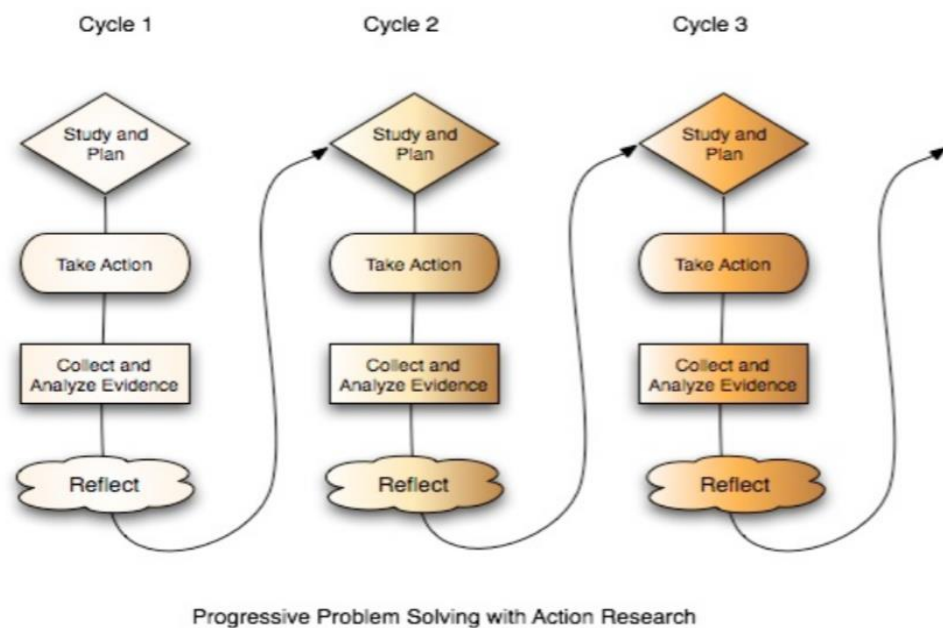 Cycle 1
Cycle 2
Cycle 3
Study and
Plan
Take Action
Collect and
Analyze Evidence
Reflect
Study and
Plan
Take Action
Collect and
Analyze Evidence
Reflect
Study and
Plan
Take Action
Collect and
Analyze Evidence
Reflect
Progressive Problem Solving with Action Research